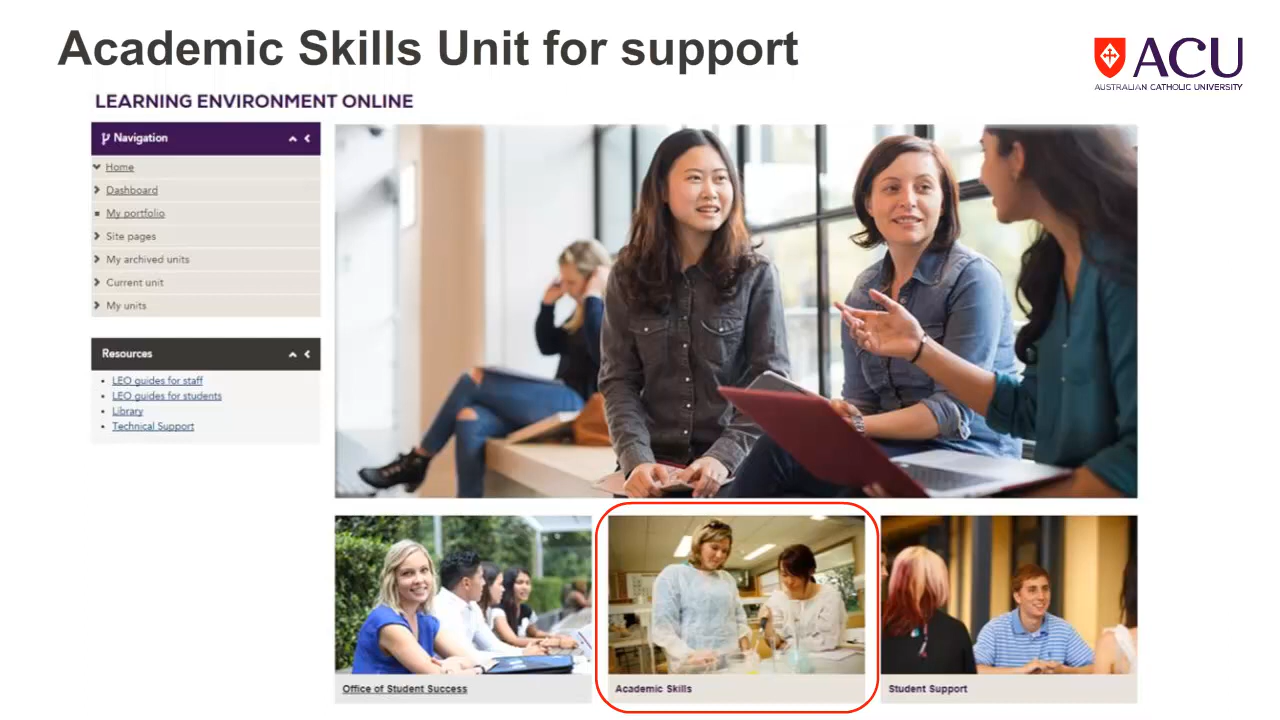 Academic Skills Unit for support
ACU
AUSTRALIAN CATHOLIC UNIVERSITY
LEARNING ENVIRONMENT ONLINE
Navigation
Home
Dashboard
My portfolio
Site pages
My archived units
Current unit
My units
Resources
LEO guides for staff
LEO guides for students
Library
Technical Support
Office of Student Success
Academic Skills
Student Support